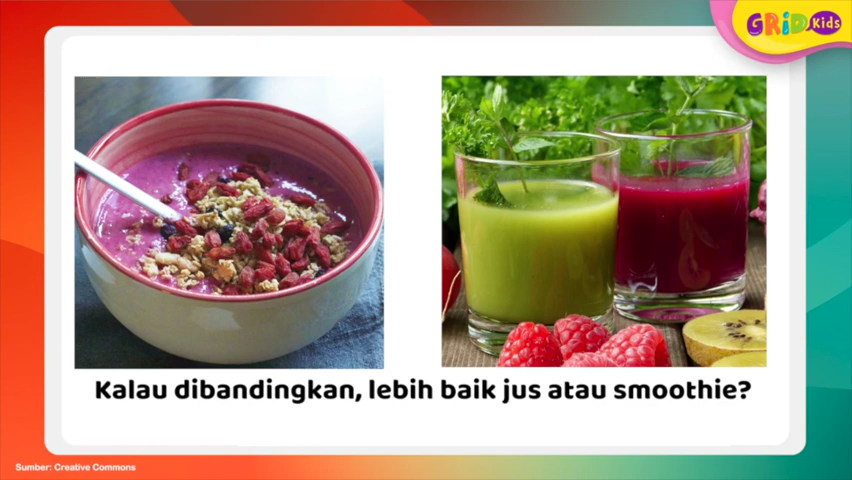 GRID Kids
Kalau dibandingkan, lebih baik jus atau smoothie?
Sumber: Creative Commons